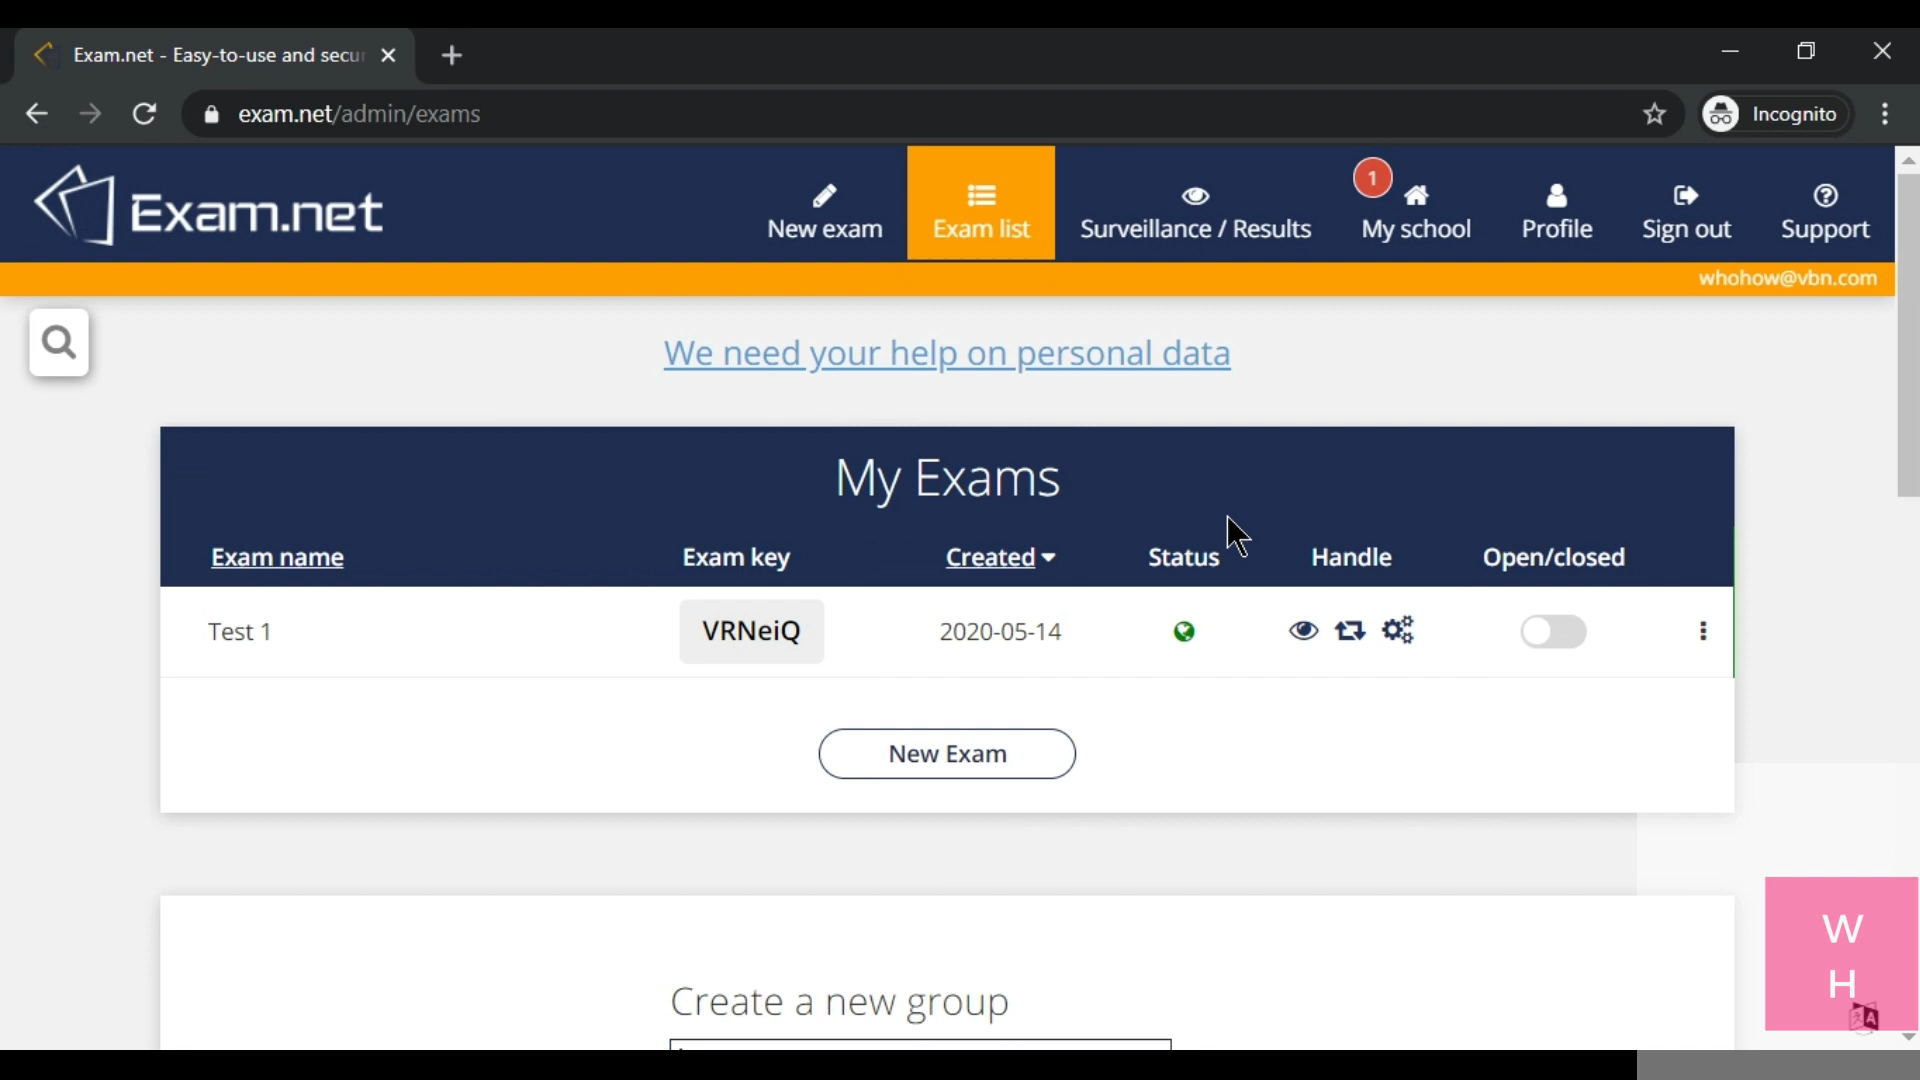 Exam.net - Easy-to-use and secu
exam.net/admin/exams
Incognito
Exam.net
New exam
Exam list
Surveillance / Results
1
My school
Profile
Sign out
Support
whohow@vbn.com
We need your help on personal data
My Exams
Exam name Exam key Created Status Handle Open/closed
Test 1 VRNeiQ 2020-05-14
New Exam
Create a new group
W
H
A